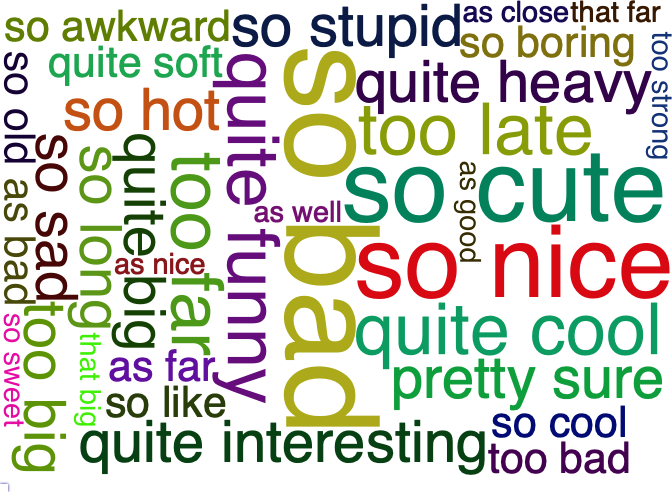 so awkward
so stupid
as close
that far
so boring
too strong
quite soft
so old
quite heavy
so hot
too late
quite funny
so bad
so sad
so long
quite big
too far
so cute
as good
as well
as bad
as nice
so nice
too big
so sweet
that big
quite cool
as far
pretty sure
so like
so cool
quite interesting
too bad